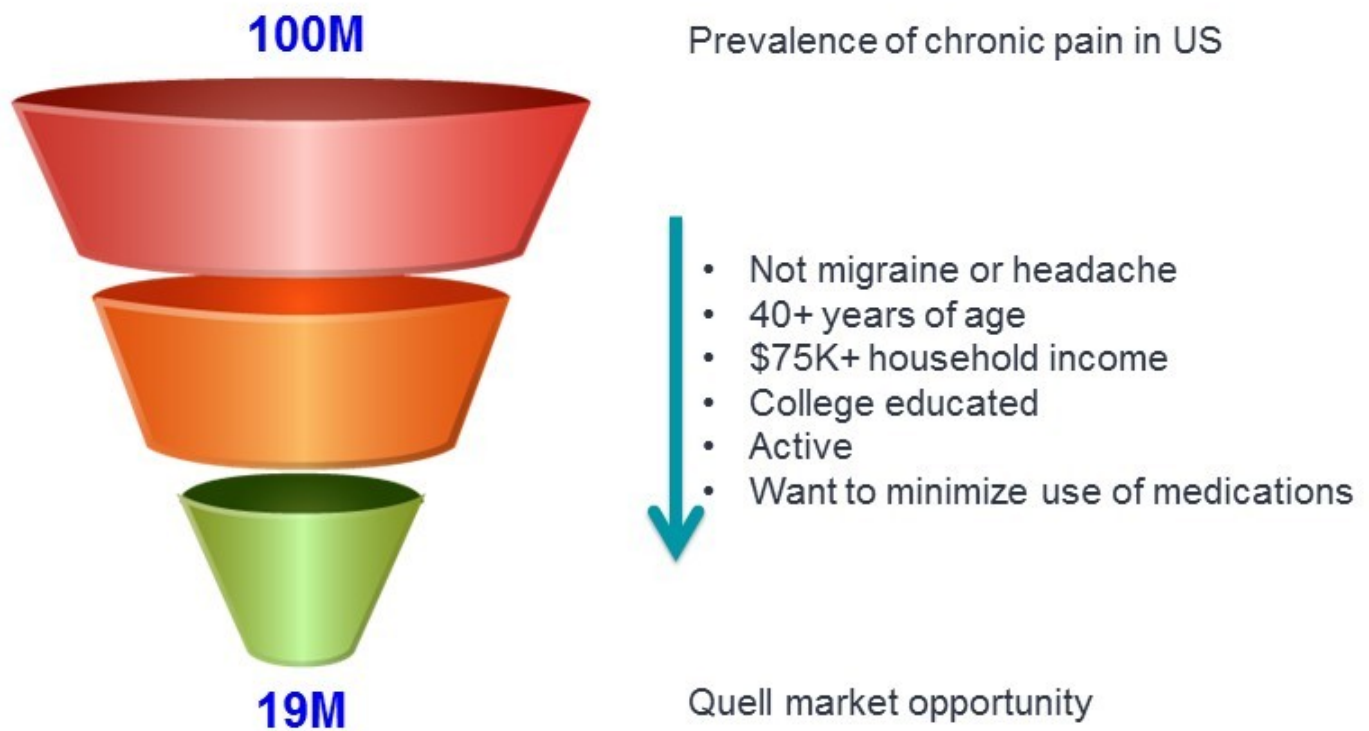 100M
Prevalence of chronic pain in US
• Not migraine or headache
• 40+ years of age
• $75K+ household income
• College educated
• Active
• Want to minimize use of medications
19M
Quell market opportunity